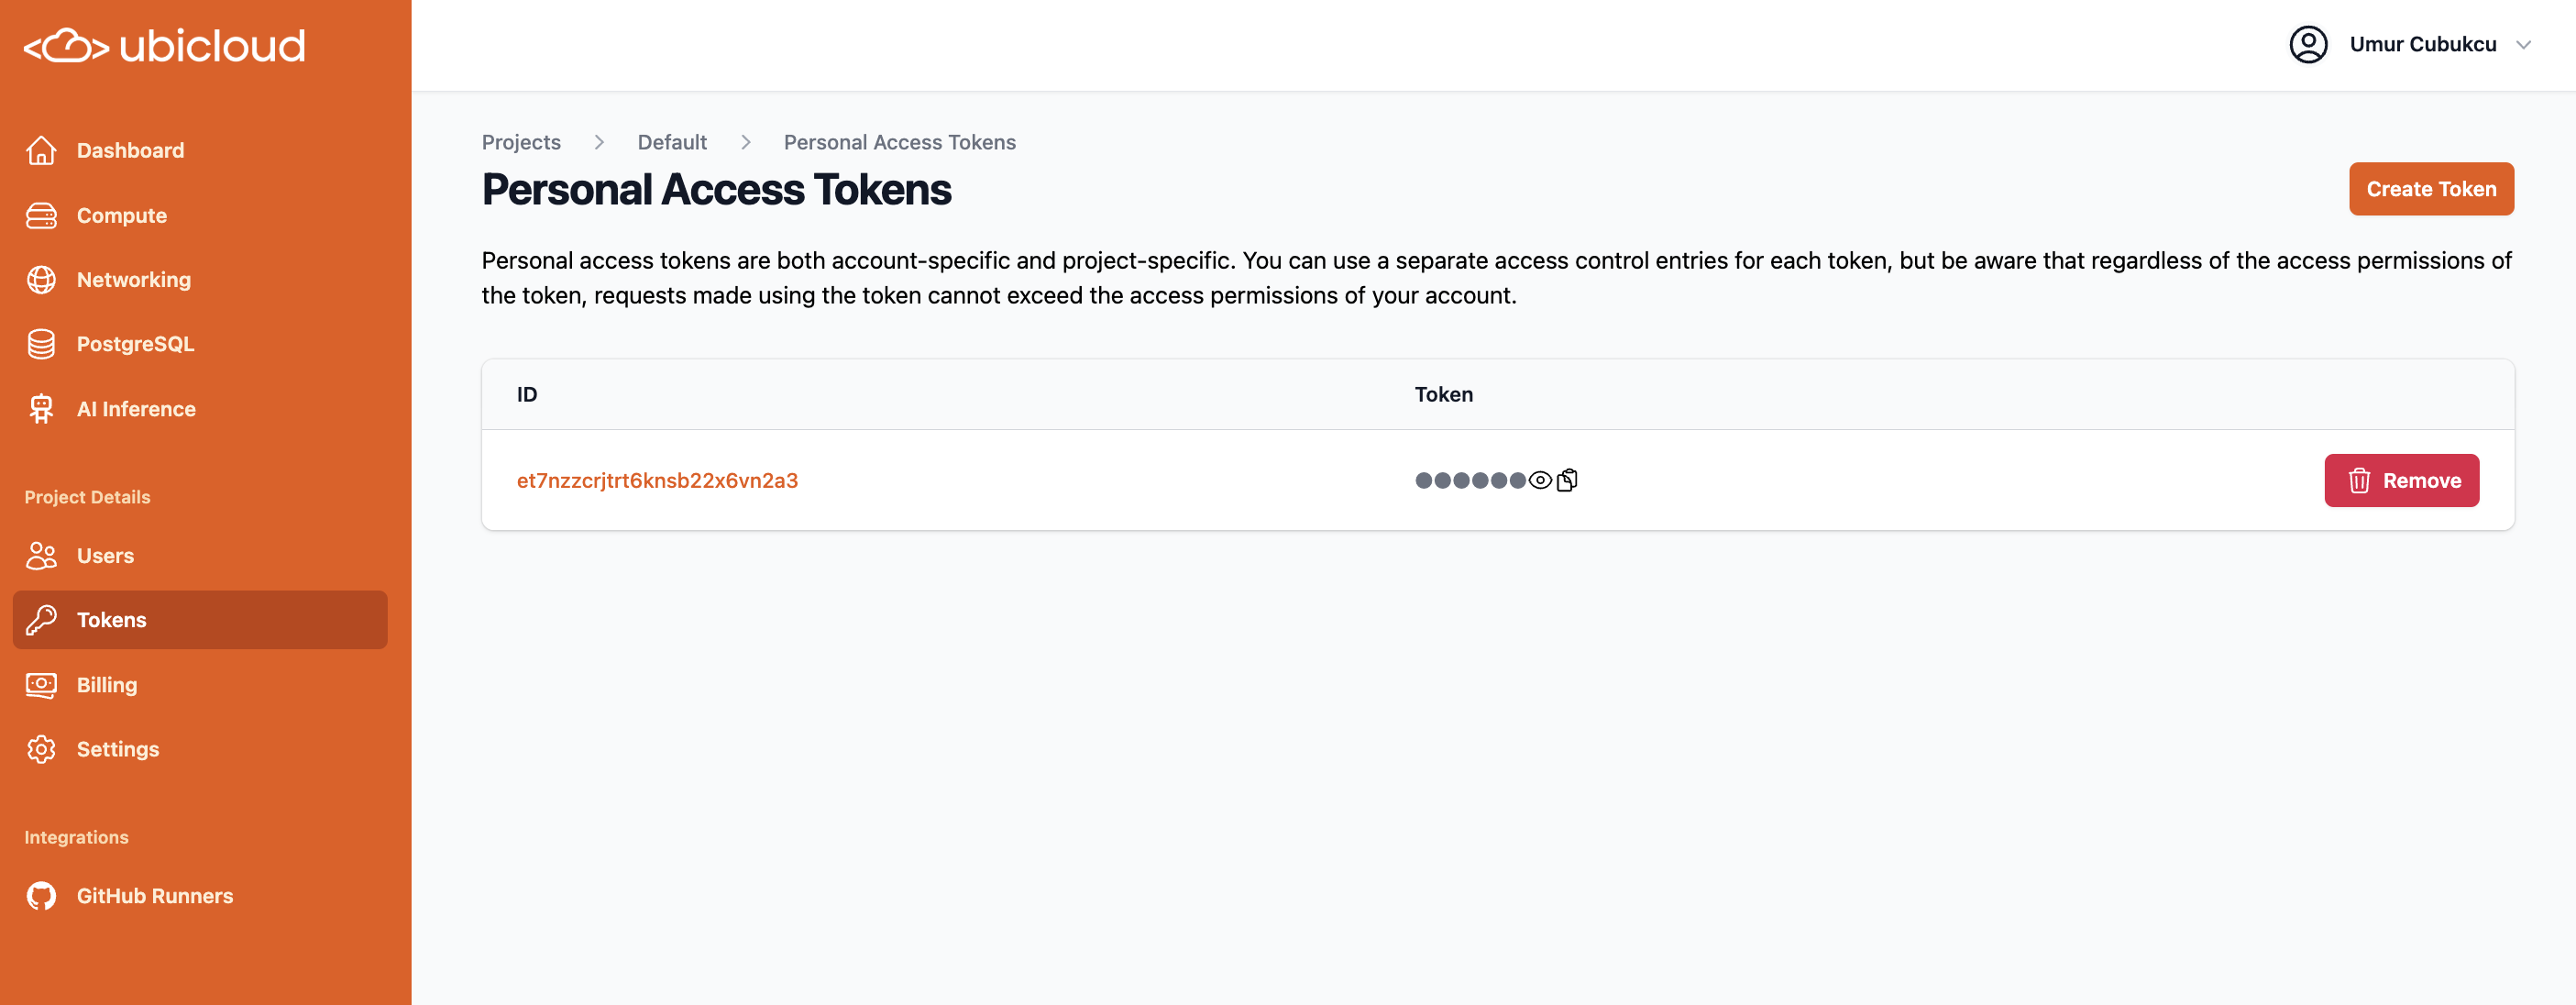 ubicloud
Umur Cubukcu
Dashboard
Compute
Networking
PostgreSQL
AI Inference
Project Details
Users
Tokens
Billing
Settings
Integrations
GitHub Runners
Projects > Default > Personal Access Tokens
Personal Access Tokens
Create Token
Personal access tokens are both account-specific and project-specific. You can use a separate access control entries for each token, but be aware that regardless of the access permissions of
the token, requests made using the token cannot exceed the access permissions of your account.
ID Token
et7nzzcrjtrt6knsb22x6vn2a3 ●●●●●● Remove